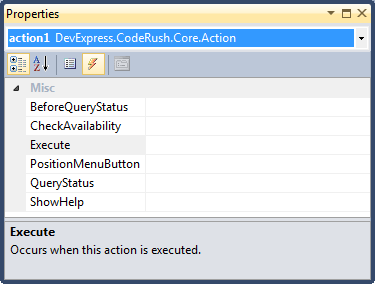 Properties
action1 DevExpress.CodeRush.Core.Action
Misc
BeforeQueryStatus
CheckAvailability
Execute
PositionMenuButton
QueryStatus
ShowHelp
Execute
Occurs when this action is executed.